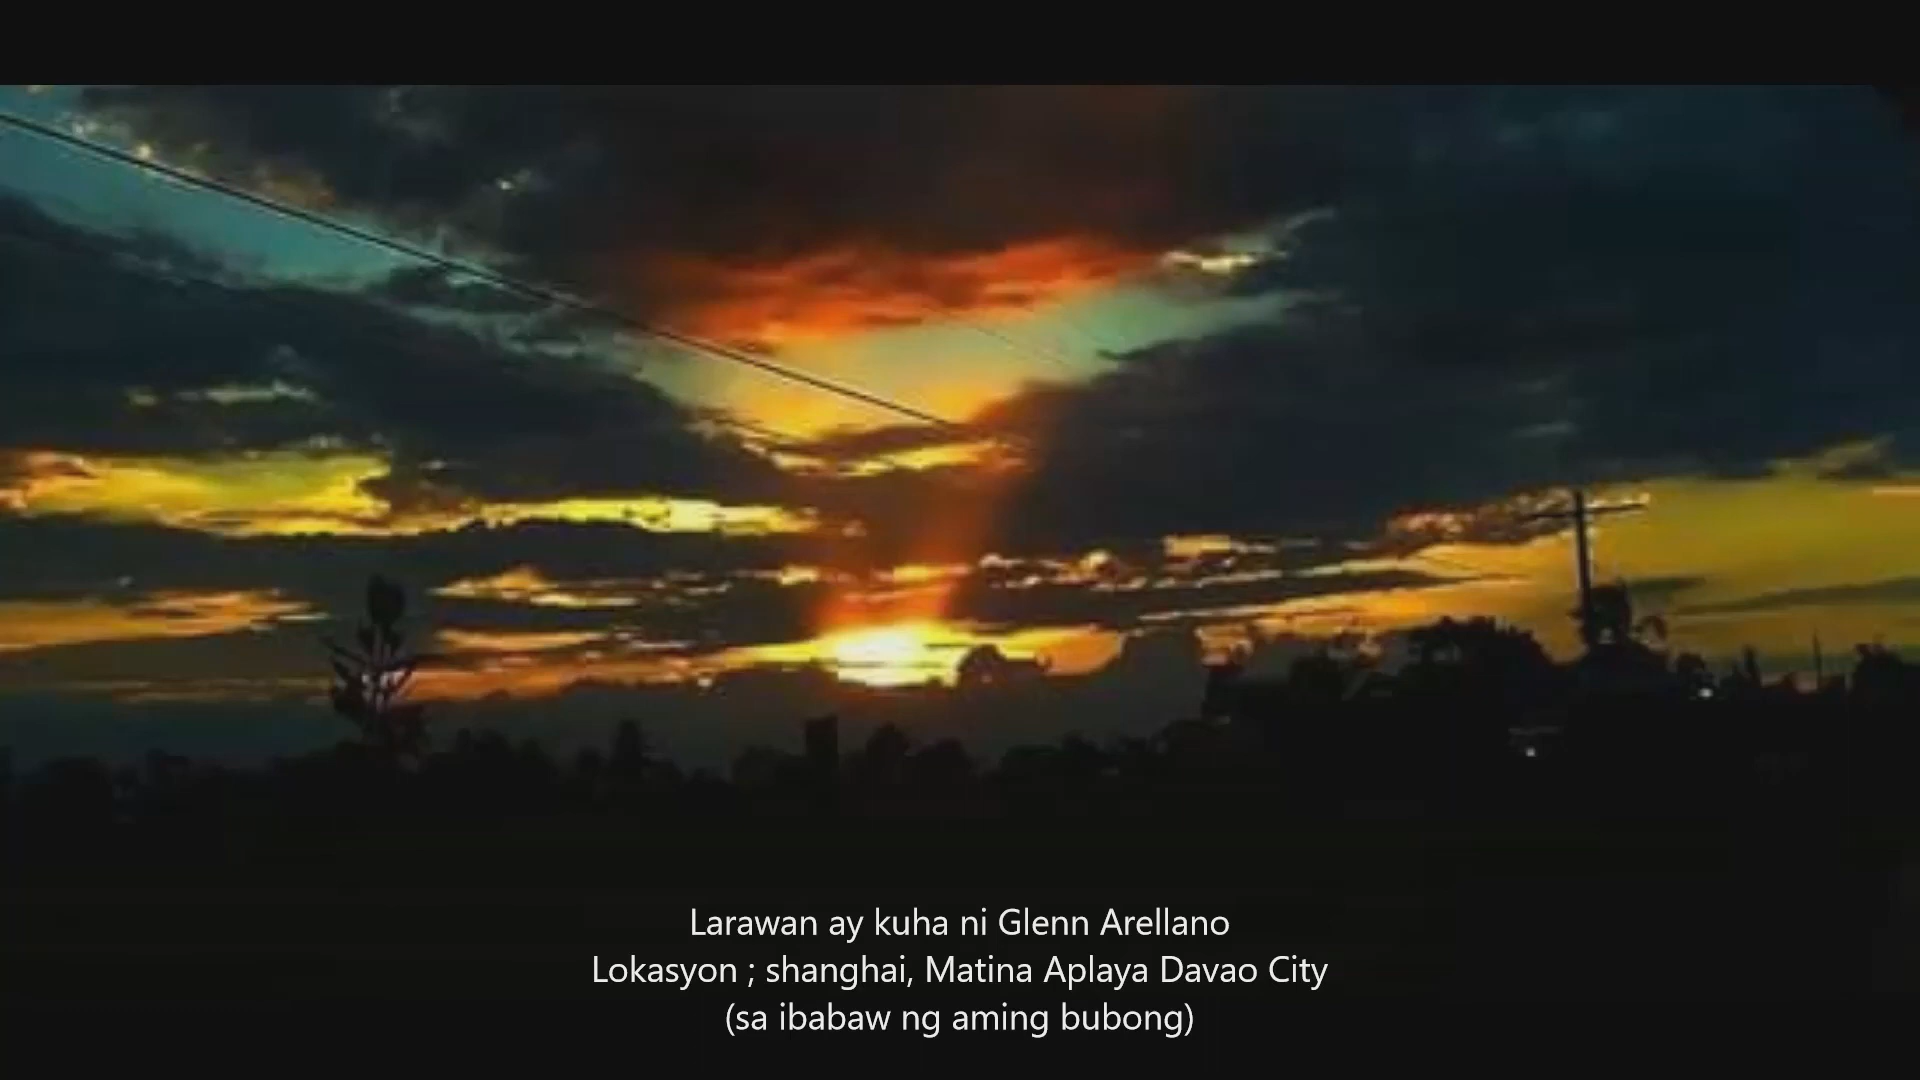 Larawan ay kuha ni Glenn Arellano
Lokasyon ; shanghai, Matina Aplaya Davao City
(sa ibabaw ng aming bubong)